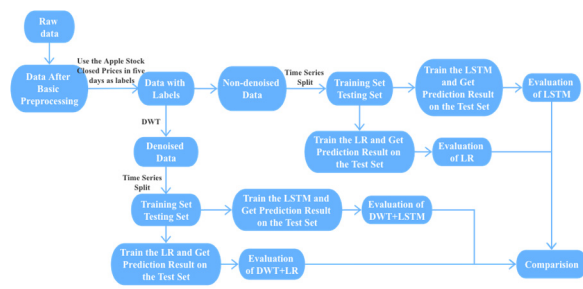 Raw
data
Use the Apple Stock
Closed Prices in five
days as labels
Data After
Basic
Preprocessing
Data with
Labels
Non-denoised
Data
Time Series
Split
Training Set
Testing Set
Train the LSTM and Get
Prediction Result
on the Test Set
Evaluation
of LSTM
DWT
Denoised
Data
Train the LR and Get
Prediction Result on
the Test Set
Evaluation
of LR
Time Series
Split
Training Set
Testing Set
Train the LSTM and
Get Prediction Result
on the Test Set
Evaluation of
DWT+LSTM
Train the LR and Get
Prediction Result on
the Test Set
Evaluation
of DWT+LR
Comparision